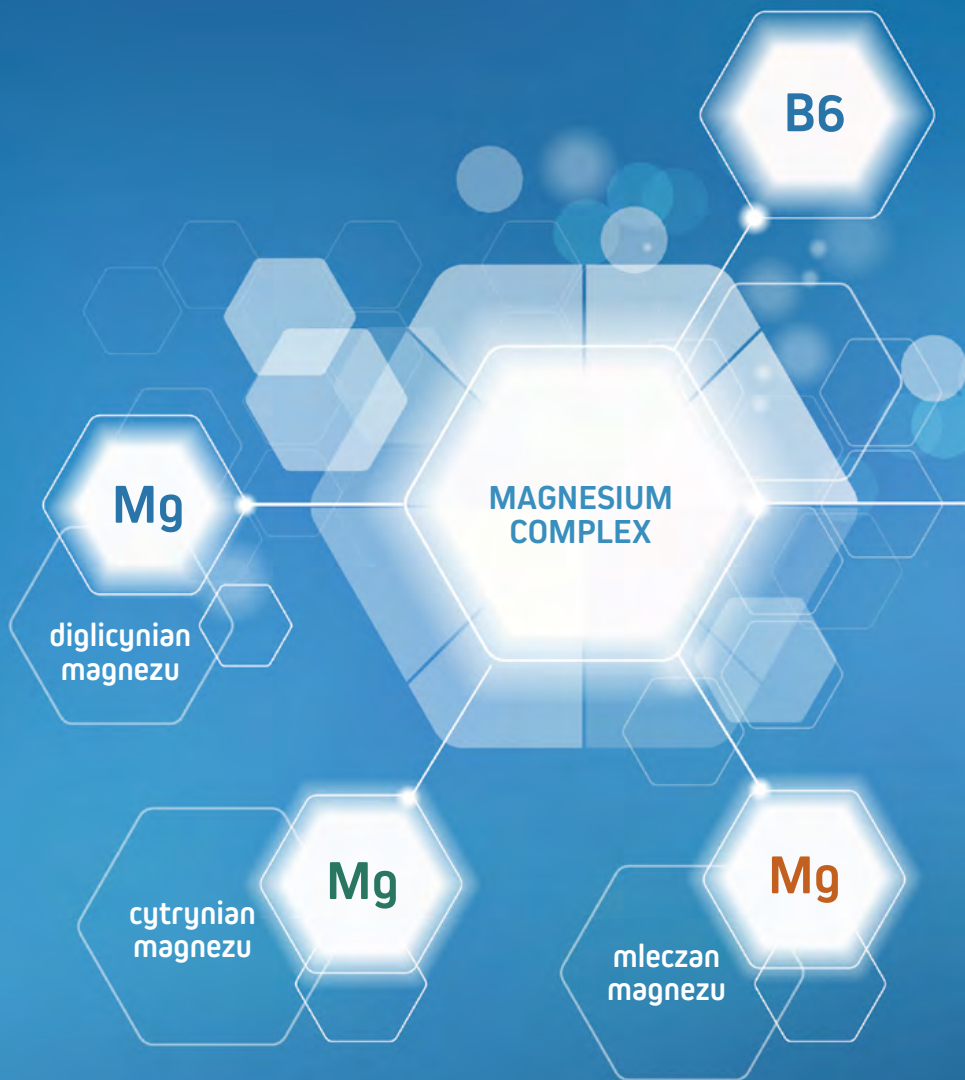 B6
MAGNESIUM
COMPLEX
Mg
diglicynian
magnezu
Mg
cytrynian
magnezu
Mg
mleczan
magnezu